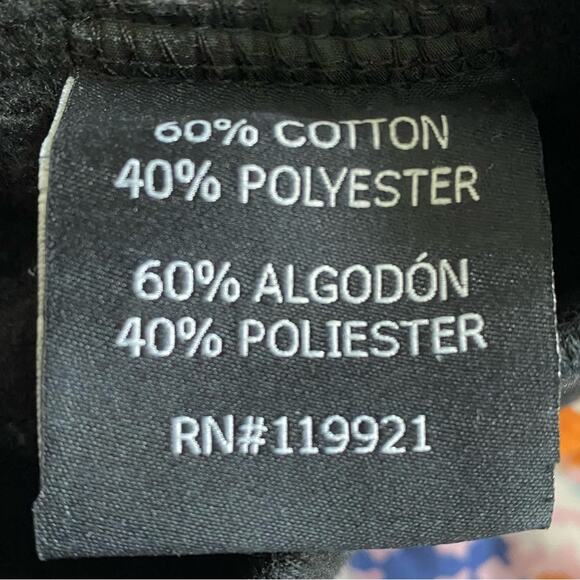 60% COTTON
40% POLYESTER
60% ALGODÓN
40% POLIESTER
RN#119921